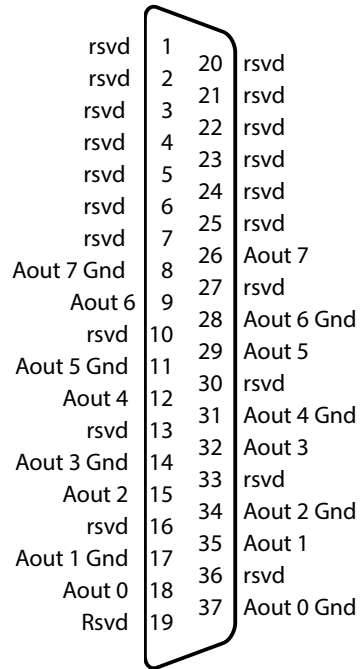 rsvd 1
rsvd 2
rsvd 3
rsvd 4
rsvd 5
rsvd 6
rsvd 7
Aout 7 Gnd 8
Aout 6 9
rsvd 10
Aout 5 Gnd 11
Aout 4 12
rsvd 13
Aout 3 Gnd 14
Aout 2 15
rsvd 16
Aout 1 Gnd 17
Aout 0 18
Rsvd 19
20 rsvd
21 rsvd
22 rsvd
23 rsvd
24 rsvd
25 rsvd
26 Aout 7
27 rsvd
28 Aout 6 Gnd
29 Aout 5
30 rsvd
31 Aout 4 Gnd
32 Aout 3
33 rsvd
34 Aout 2 Gnd
35 Aout 1
36 rsvd
37 Aout 0 Gnd